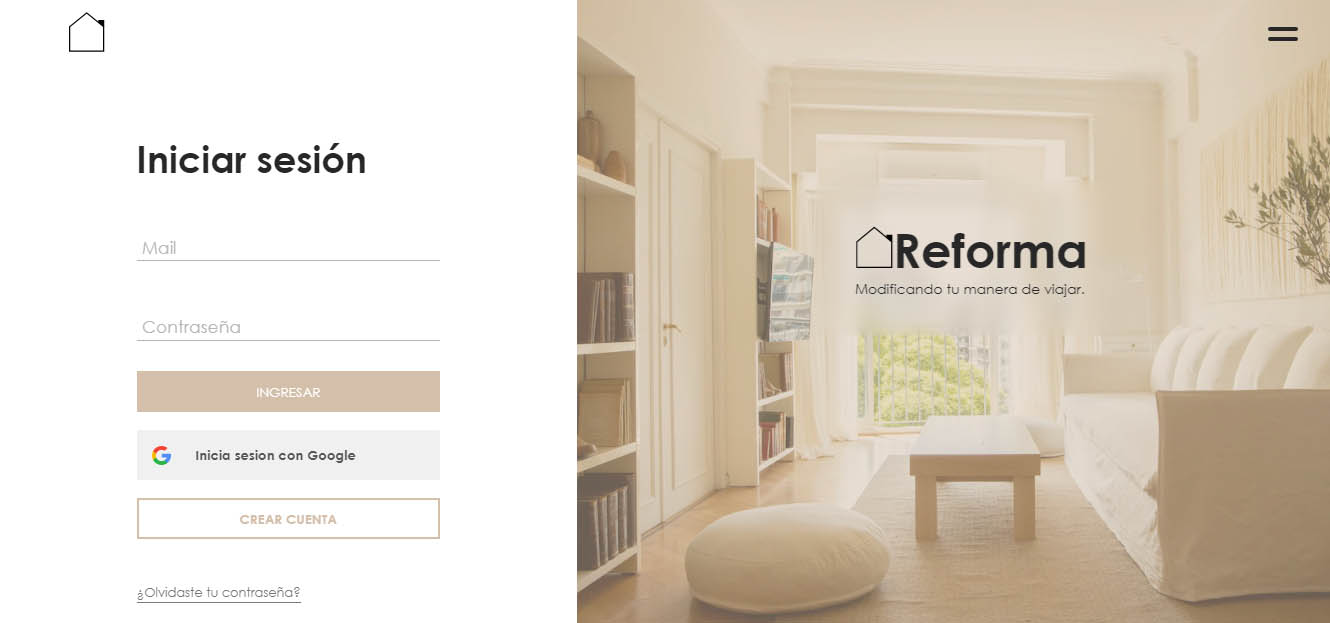 Iniciar sesión
Mail
Contraseña
INGRESAR
Inicia sesion con Google
CREAR CUENTA
¿Olvidaste tu contraseña?
Reforma
Modificando tu manera de viajar.